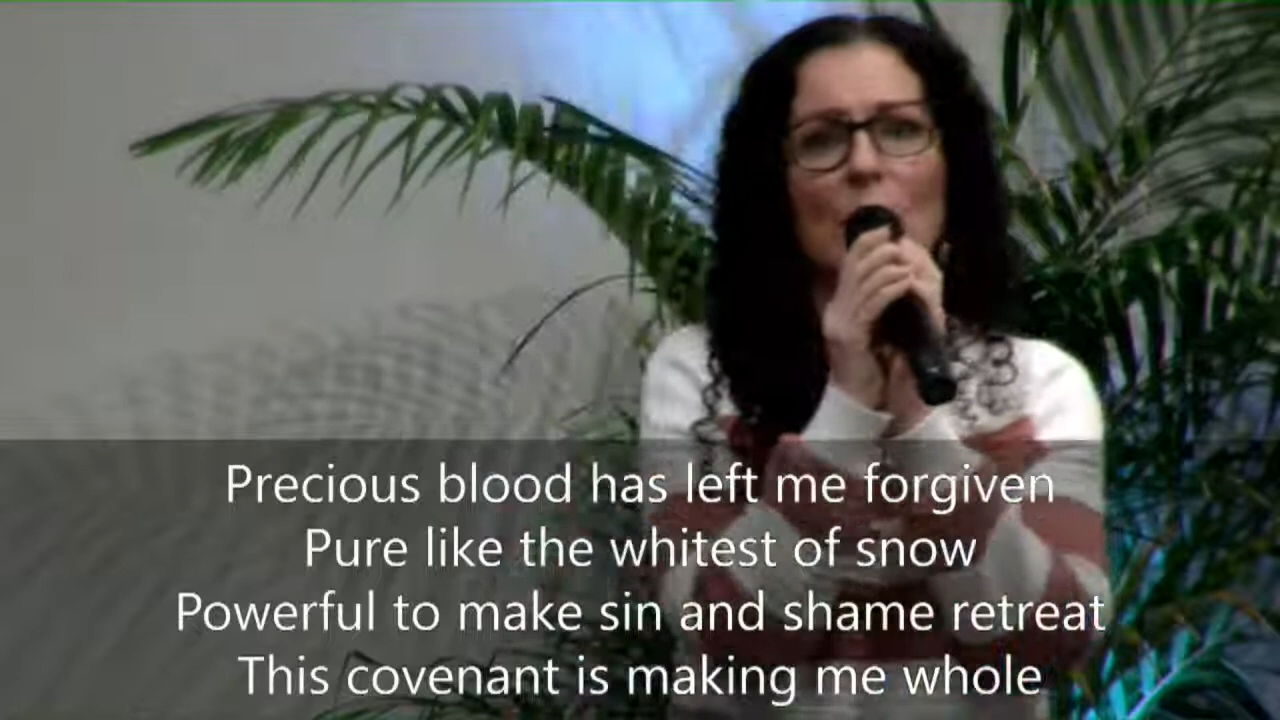 Precious blood has left me forgiven
Pure like the whitest of snow
Powerful to make sin and shame retreat
This covenant is making me whole